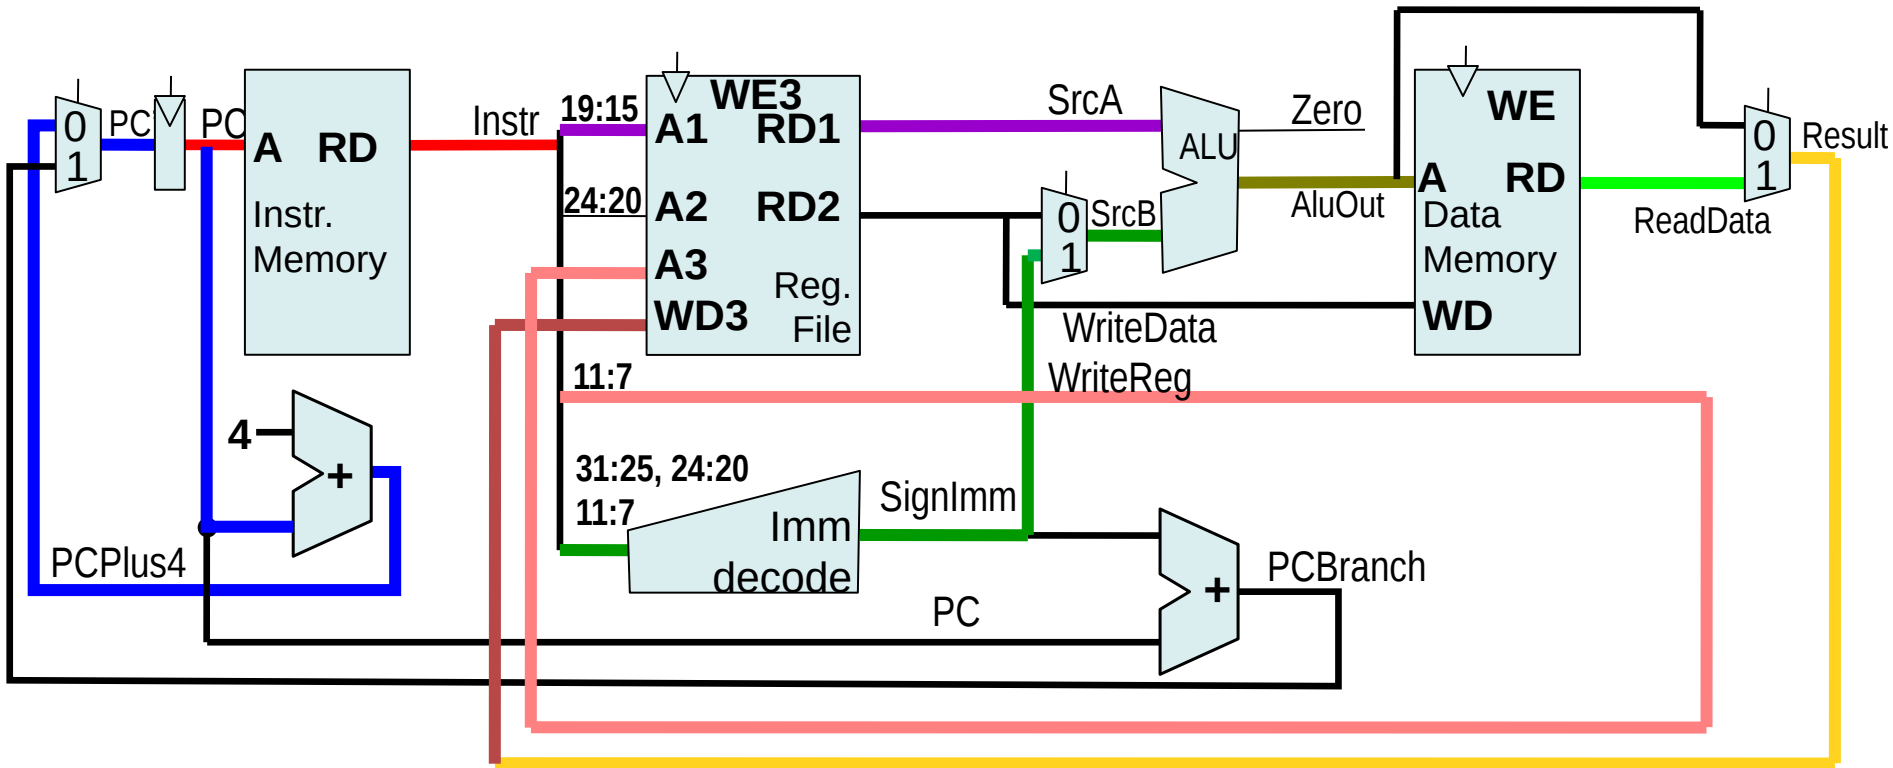 0
1
PC'
PC
A RD
Instr.
Memory
Instr
19:15
24:20
WE3
A1 RD1
A2 RD2
A3
Reg.
WD3
File
11:7
31:25, 24:20
11:7
Imm
decode
SignImm
4
+
PCPlus4
PC
SrcA
0
1
SrcB
ALU
Zero
AluOut
WriteData
WriteReg
+
PCBranch
WE
A RD
Data
Memory
WD
ReadData
0
1
Result